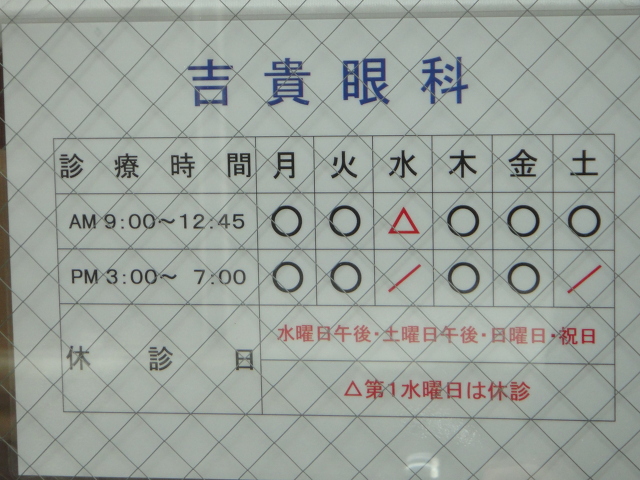 吉貴眼科
診療時間 月 火 水 木 金 土
AM 9:00～12:45 ○ ○ △ ○ ○ ○
PM 3:00～ 7:00 ○ ○ ／ ○ ○ ／
休診日
水曜日午後・土曜日午後・日曜日・祝日
△第1水曜日は休診